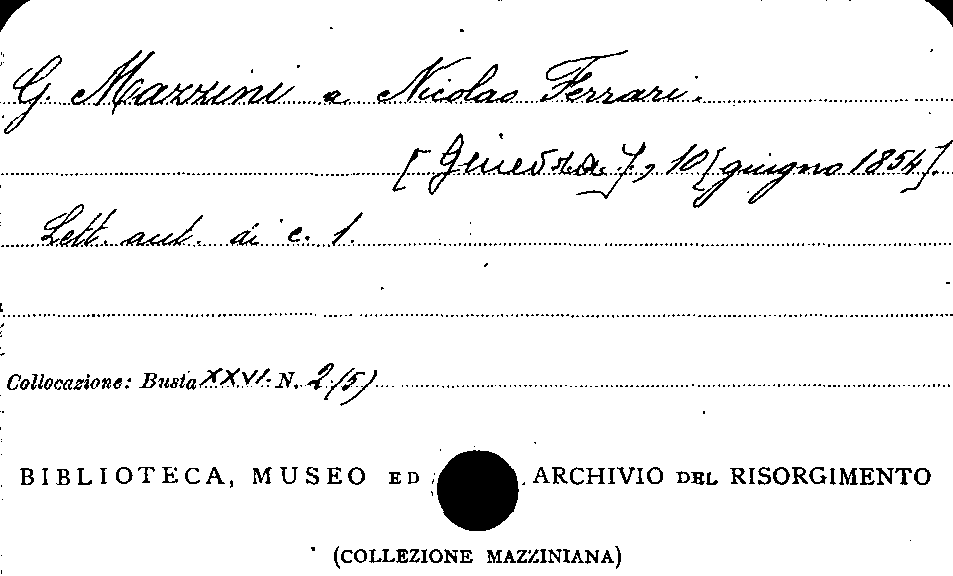 G. Mazzini a Nicolao Ferrari.
[Ginevra], 10 [giugno 1854].
Lett. aut. di c. 1.
Collocazione: Busta XXVI. N. 2 (5)
BIBLIOTECA, MUSEO ED ARCHIVIO DEL RISORGIMENTO
(COLLEZIONE MAZZINIANA)